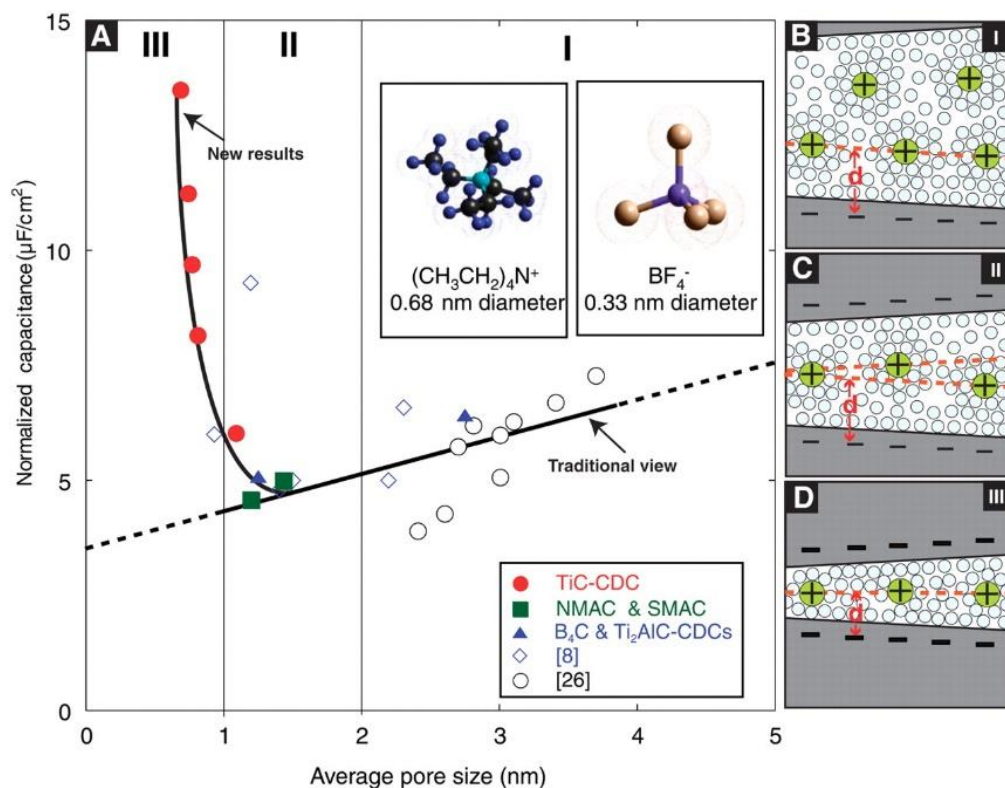 A
III
II
I
B
I
15
10
5
0
Normalized capacitance (μF/cm²)
New results
(CH₃CH₂)₄N⁺
0.68 nm diameter
BF₄⁻
0.33 nm diameter
d
C
II
d
Traditional view
D
III
d
TiC-CDC
NMAC & SMAC
B₄C & Ti₂AlC-CDCs
[8]
[26]
0
1
2
3
4
5
Average pore size (nm)